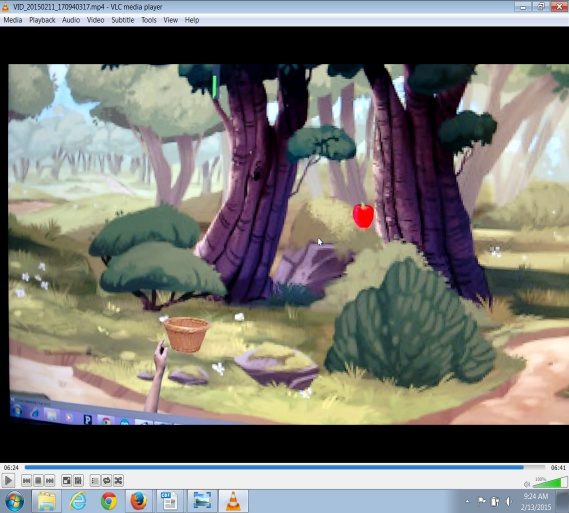 VID_20150211_170940317.mp4 - VLC media player
Media Playback Audio Video Subtitle Tools View Help
06:24
06:41
100%
9:24 AM
2/13/2015